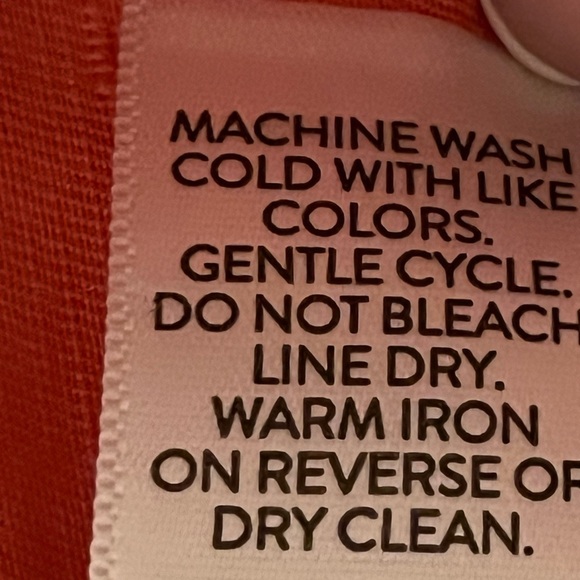 MACHINE WASH
COLD WITH LIKE
COLORS.
GENTLE CYCLE.
DO NOT BLEACH
LINE DRY.
WARM IRON
ON REVERSE OR
DRY CLEAN.